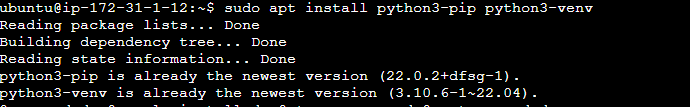 ubuntu@ip-172-31-1-12:~$ sudo apt install python3-pip python3-venv
Reading package lists... Done
Building dependency tree... Done
Reading state information... Done
python3-pip is already the newest version (22.0.2+dfsg-1).
python3-venv is already the newest version (3.10.6-1~22.04).